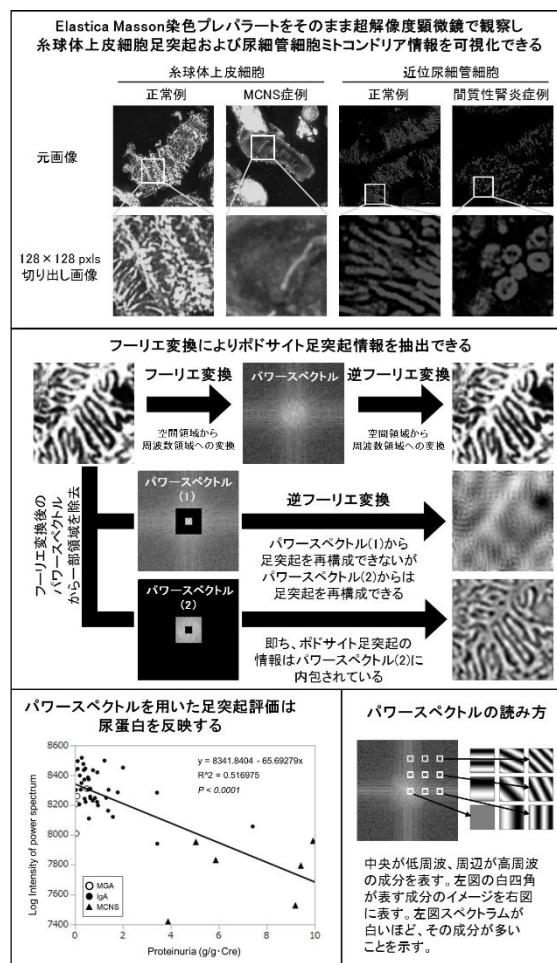 Elastica Masson染色プレパラートをそのまま超解像度顕微鏡で観察し
糸球体上皮細胞足突起および尿細管細胞ミトコンドリア情報を可視化できる
糸球体上皮細胞
近位尿細管細胞
正常例
MCNS症例
正常例
間質性腎炎症例
元画像
128×128 pxls
切り出し画像
フーリエ変換によりポドサイト足突起情報を抽出できる
フーリエ変換
パワースペクトル
逆フーリエ変換
空間領域から
周波数領域への変換
空間領域から
周波数領域への変換
フーリエ変換後の
パワースペクトル
から一部領域を除去
パワースペクトル
(1)
逆フーリエ変換
パワースペクトル(1)から
足突起を再構成できないが
パワースペクトル(2)からは
足突起を再構成できる
パワースペクトル
(2)
即ち、ポドサイト足突起の
情報はパワースペクトル(2)に
内包されている
パワースペクトルを用いた足突起評価は
尿蛋白を反映する
y = 8341.8404 - 65.69279x
R^2 = 0.516975
P < 0.0001
Log Intensity of power spectrum
8600
8400
8200
8000
7800
7600
7400
MGA
IgA
MCNS
0
2
4
6
8
10
Proteinuria (g/g・Cre)
パワースペクトルの読み方
中央が低周波、周辺が高周波
の成分を表す。左図の白四角
が表す成分のイメージを右図
に表す。左図スペクトラムが
白いほど、その成分が多い
ことを示す。